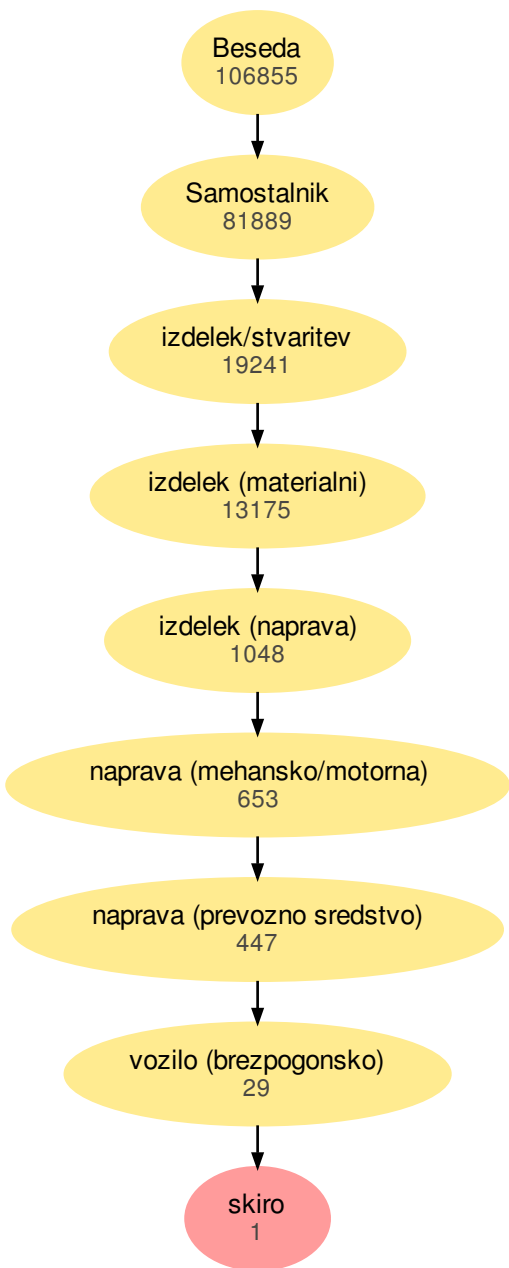 Beseda
106855
Samostalnik
81889
izdelek/stvaritev
19241
izdelek (materialni)
13175
izdelek (naprava)
1048
naprava (mehansko/motorna)
653
naprava (prevozno sredstvo)
447
vozilo (brezpogonsko)
29
skiro
1